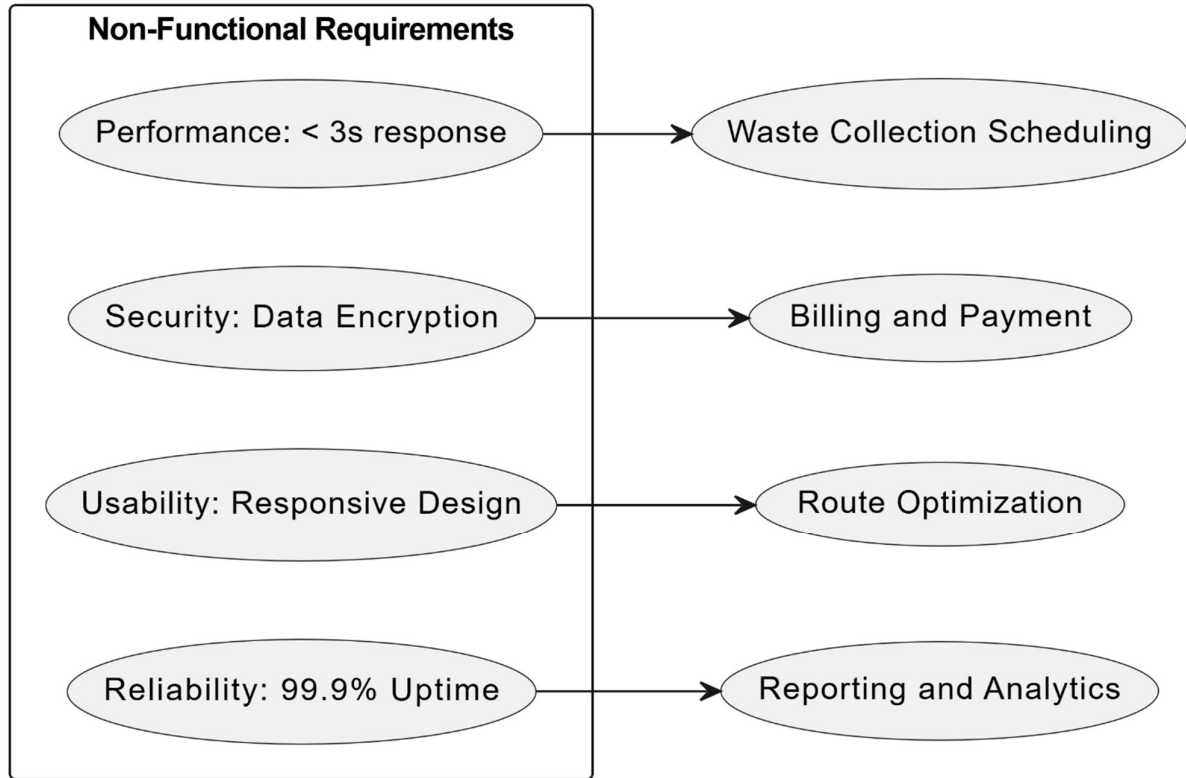 Non-Functional Requirements
Performance: < 3s response
Waste Collection Scheduling
Security: Data Encryption
Billing and Payment
Usability: Responsive Design
Route Optimization
Reliability: 99.9% Uptime
Reporting and Analytics